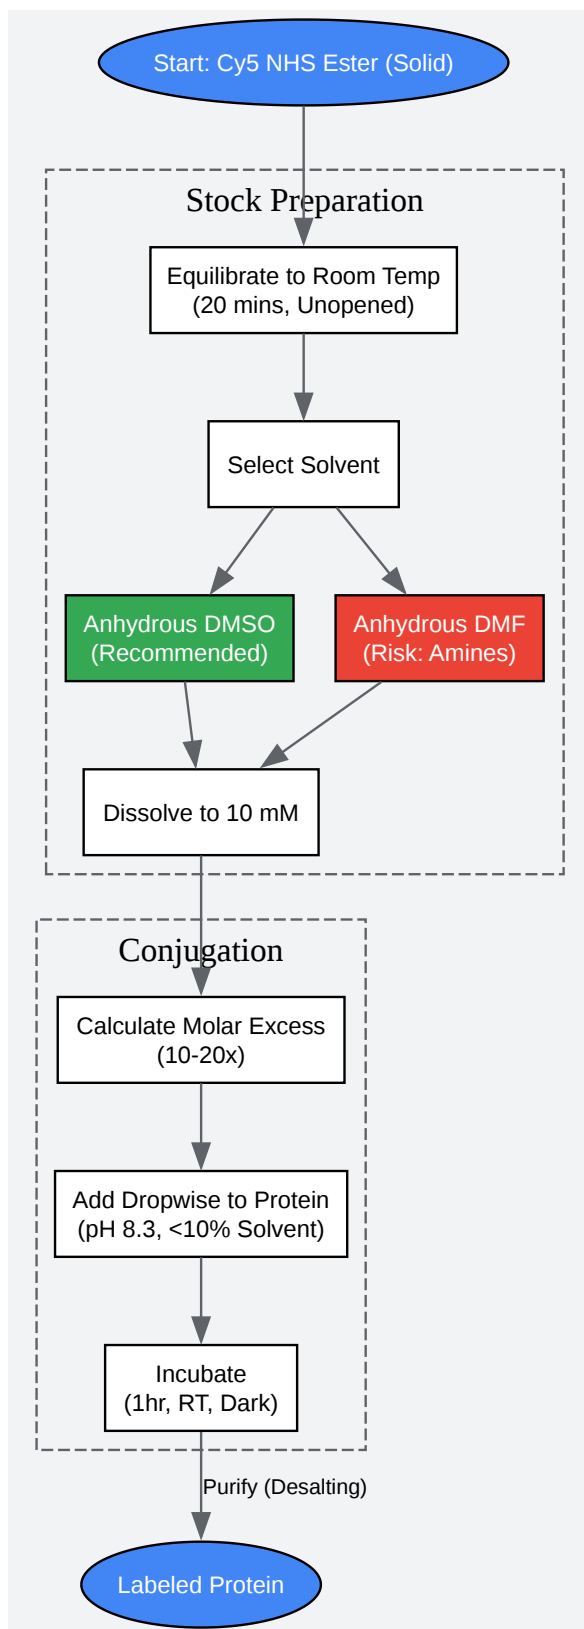 Start: Cy5 NHS Ester (Solid)
Stock Preparation
Equilibrate to Room Temp
(20 mins, Unopened)
Select Solvent
Anhydrous DMSO
(Recommended)
Anhydrous DMF
(Risk: Amines)
Dissolve to 10 mM
Conjugation
Calculate Molar Excess
(10-20x)
Add Dropwise to Protein
(pH 8.3, <10% Solvent)
Incubate
(1hr, RT, Dark)
Purify (Desalting)
Labeled Protein